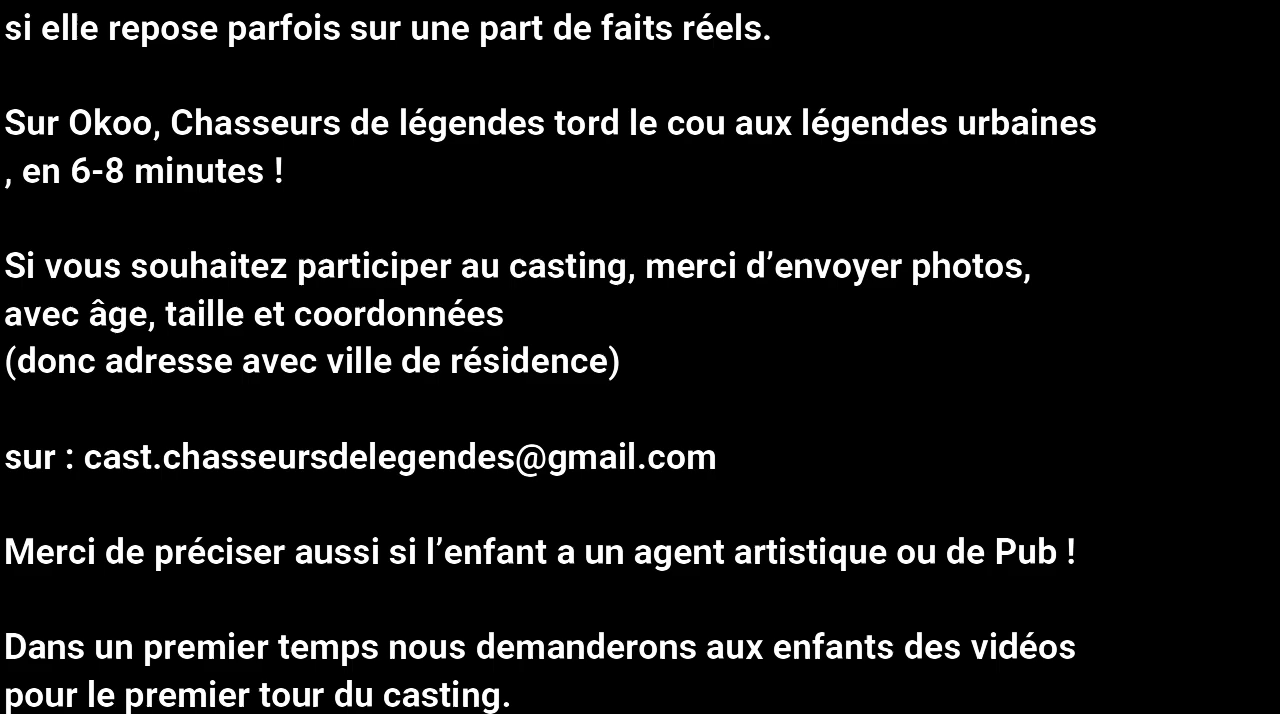 si elle repose parfois sur une part de faits réels.
Sur Okoo, Chasseurs de légendes tord le cou aux légendes urbaines
, en 6-8 minutes !
Si vous souhaitez participer au casting, merci d’envoyer photos,
avec âge, taille et coordonnées
(donc adresse avec ville de résidence)
sur : cast.chasseursdelegendes@gmail.com
Merci de préciser aussi si l’enfant a un agent artistique ou de Pub !
Dans un premier temps nous demanderons aux enfants des vidéos
pour le premier tour du casting.